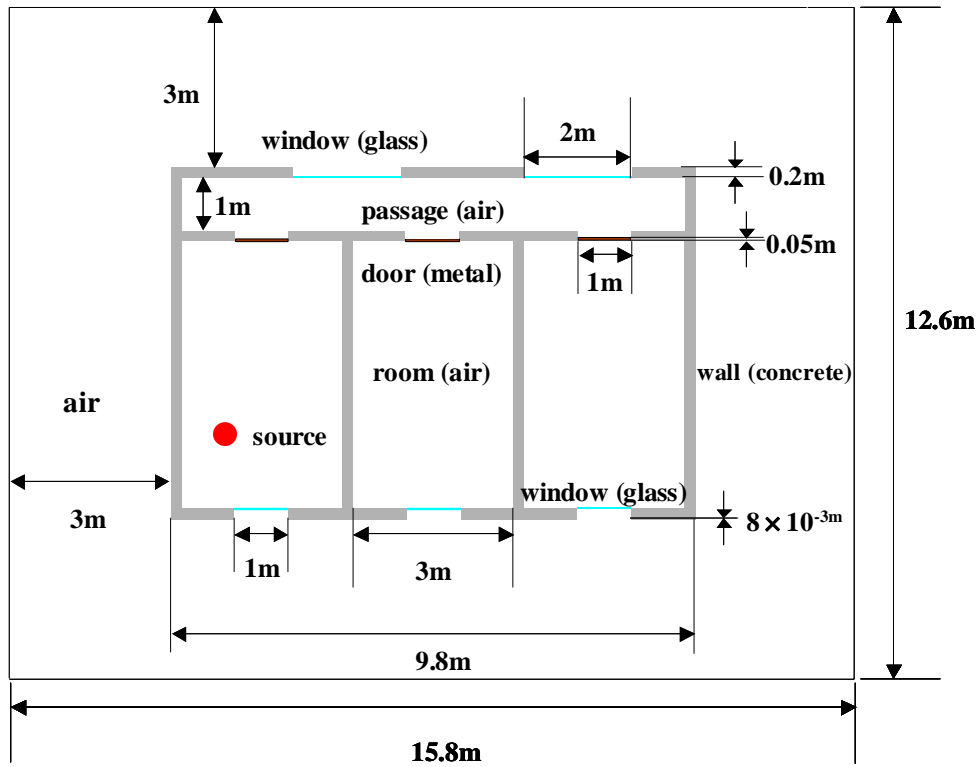 3m
window (glass)
2m
0.2m
1m
passage (air)
0.05m
door (metal)
1m
12.6m
room (air)
wall (concrete)
air
source
window (glass)
3m
8×10-3m
1m
3m
9.8m
15.8m